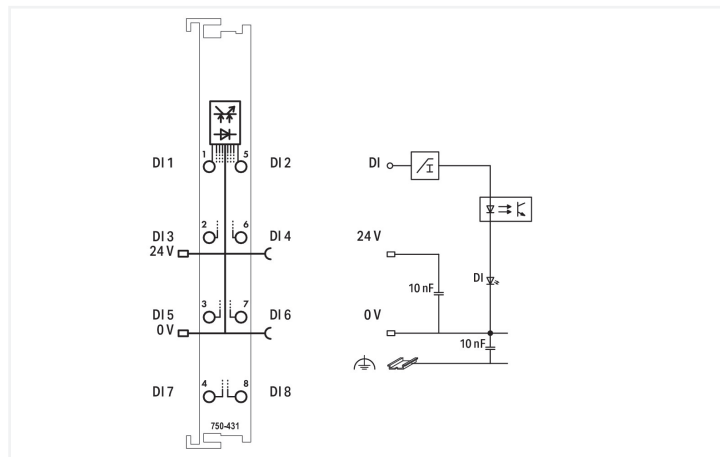 1 5
DI 1 DI 2 DI
2 6
DI 3 DI 4 24 V
24 V
DI
10 nF
3 7
DI 5 DI 6 0 V
0 V
10 nF
4 8
DI 7 DI 8
750-431